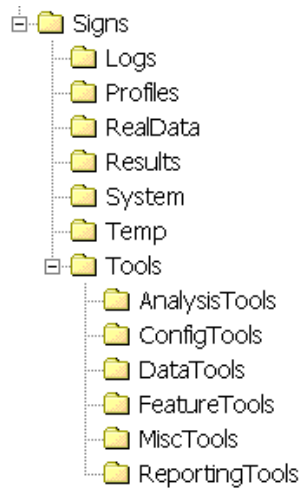 Signs
Logs
Profiles
RealData
Results
System
Temp
Tools
AnalysisTools
ConfigTools
DataTools
FeatureTools
MiscTools
ReportingTools